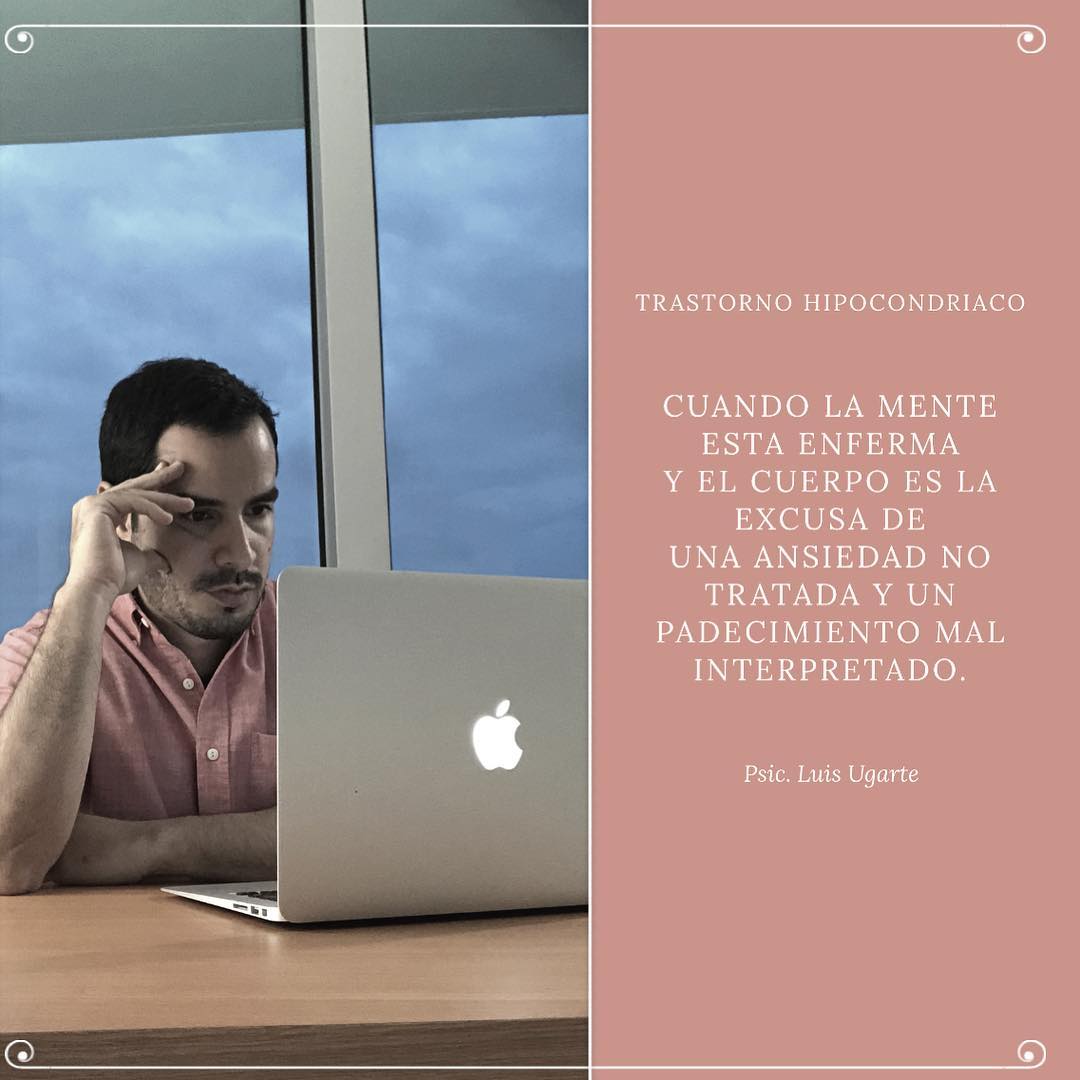 TRASTORNO HIPOCONDRIACO
CUANDO LA MENTE
ESTA ENFERMA
Y EL CUERPO ES LA
EXCUSA DE
UNA ANSIEDAD NO
TRATADA Y UN
PADECIMIENTO MAL
INTERPRETADO.
Psic. Luis Ugarte